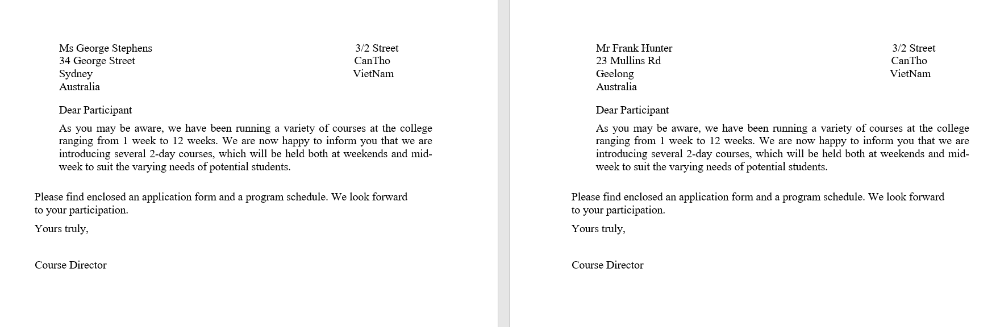 Ms George Stephens 3/2 Street
34 George Street CanTho
Sydney VietNam
Australia
Dear Participant
As you may be aware, we have been running a variety of courses at the college
ranging from 1 week to 12 weeks. We are now happy to inform you that we are
introducing several 2-day courses, which will be held both at weekends and mid-
week to suit the varying needs of potential students.
Please find enclosed an application form and a program schedule. We look forward
to your participation.
Yours truly,
Course Director
Mr Frank Hunter 3/2 Street
23 Mullins Rd CanTho
Geelong VietNam
Australia
Dear Participant
As you may be aware, we have been running a variety of courses at the college
ranging from 1 week to 12 weeks. We are now happy to inform you that we are
introducing several 2-day courses, which will be held both at weekends and mid-
week to suit the varying needs of potential students.
Please find enclosed an application form and a program schedule. We look forward
to your participation.
Yours truly,
Course Director